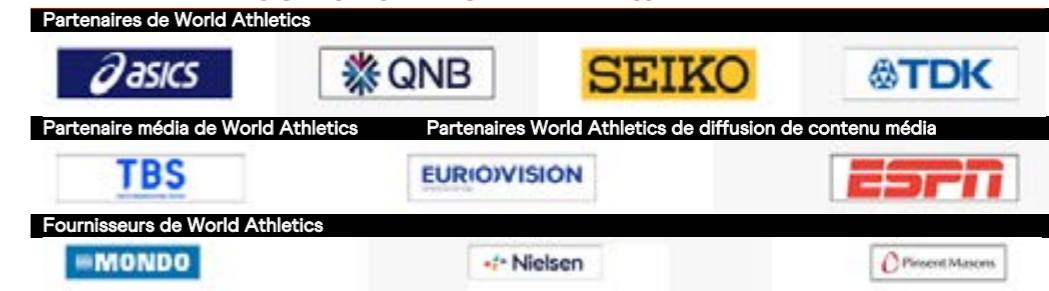 Partenaires de World Athletics
asics QNB SEIKO TDK
Partenaire média de World Athletics Partenaires World Athletics de diffusion de contenu média
TBS EUROVISION ESPN
Fournisseurs de World Athletics
MONDO Nielsen Pinsent Masons